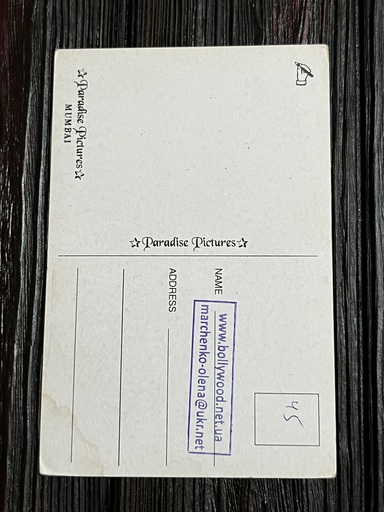 ☆Paradise Pictures☆
MUMBAI
☆Paradise Pictures☆
45
NAME
www.bollywood.net.ua
marchenko-olena@ukr.net
ADDRESS